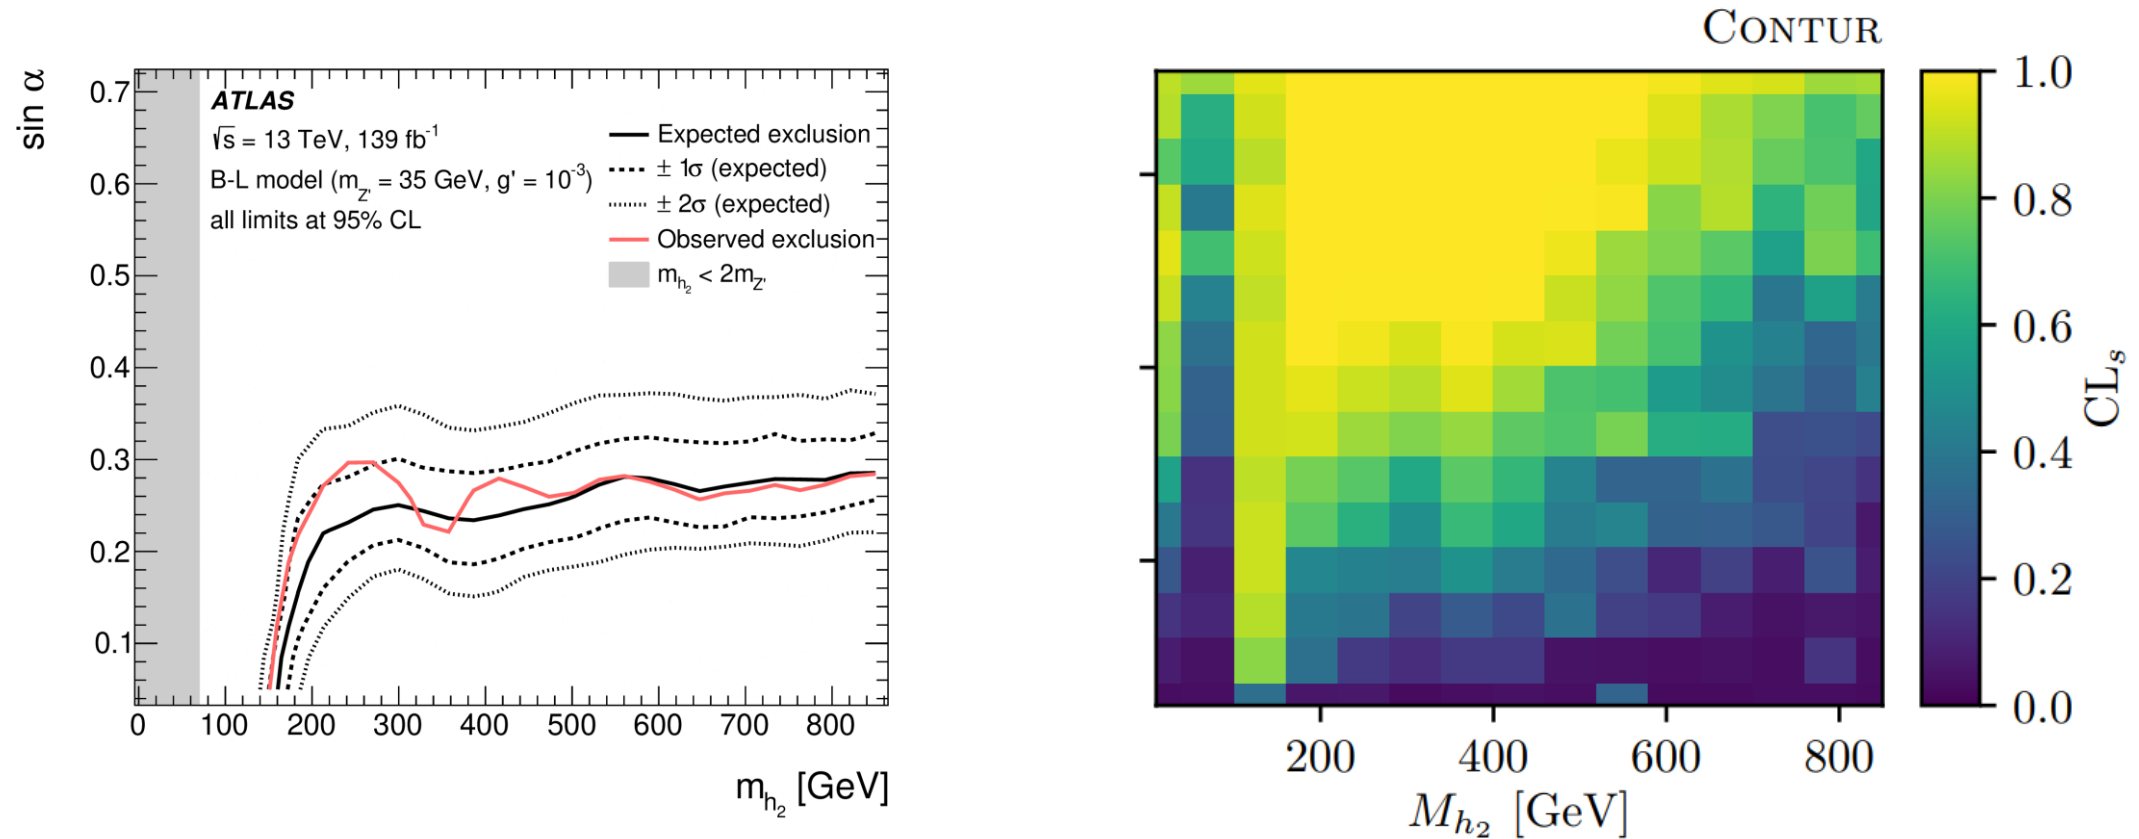 sin α
0.7
0.6
0.5
0.4
0.3
0.2
0.1
ATLAS
√s = 13 TeV, 139 fb⁻¹
B-L model (m_Z' = 35 GeV, g' = 10⁻³)
all limits at 95% CL
Expected exclusion
± 1σ (expected)
± 2σ (expected)
Observed exclusion
m_h₂ < 2m_Z'
0 100 200 300 400 500 600 700 800
m_h₂ [GeV]
CONTUR
200 400 600 800
M_h₂ [GeV]
1.0
0.8
0.6
0.4
0.2
0.0
CLₛ